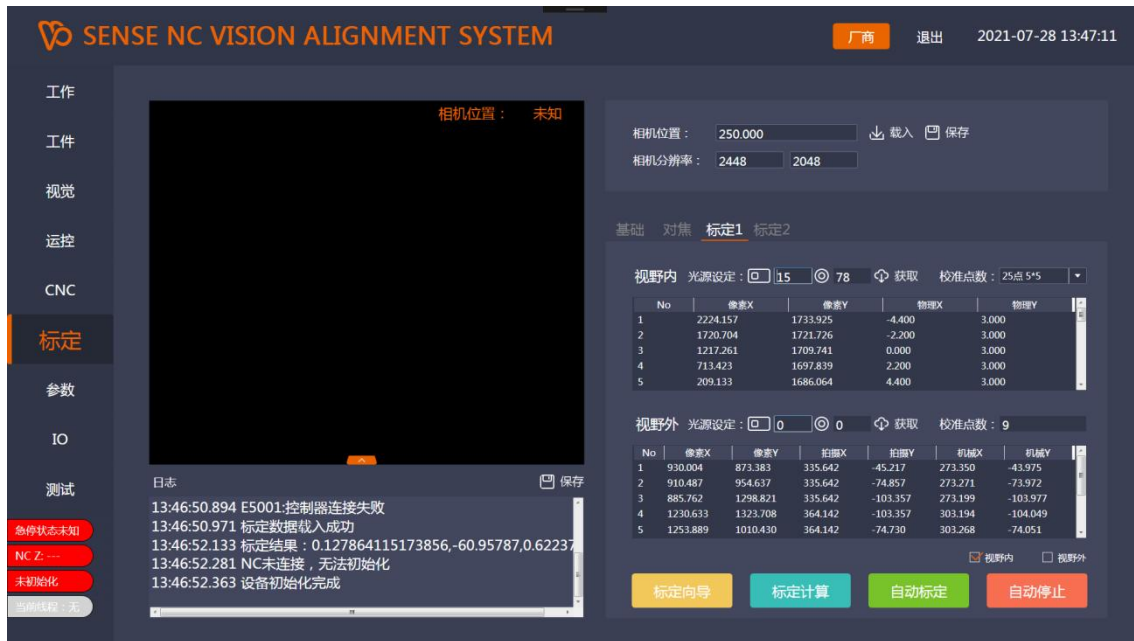 SENSE NC VISION ALIGNMENT SYSTEM
厂商 退出 2021-07-28 13:47:11
工作
工件
视觉
运控
CNC
标定
参数
IO
测试
急停状态未知
NC Z: ---
未初始化
当前线程：无
相机位置： 未知
日志 保存
13:46:50.894 E5001:控制器连接失败
13:46:50.971 标定数据载入成功
13:46:52.133 标定结果：0.127864115173856,-60.95787,0.62237
13:46:52.281 NC未连接，无法初始化
13:46:52.363 设备初始化完成
相机位置： 250.000 载入 保存
相机分辨率： 2448 2048
基础 对焦 标定1 标定2
视野内 光源设定： 15 78 获取 校准点数： 25点 5*5
No 像素X 像素Y 物理X 物理Y
1 2224.157 1733.925 -4.400 3.000
2 1720.704 1721.726 -2.200 3.000
3 1217.261 1709.741 0.000 3.000
4 713.423 1697.839 2.200 3.000
5 209.133 1686.064 4.400 3.000
视野外 光源设定： 0 0 获取 校准点数： 9
No 像素X 像素Y 拍摄X 拍摄Y 机械X 机械Y
1 930.004 873.383 335.642 -45.217 273.350 -43.975
2 910.487 954.637 335.642 -74.857 273.271 -73.972
3 885.762 1298.821 335.642 -103.357 273.199 -103.977
4 1230.633 1323.708 364.142 -103.357 303.194 -104.049
5 1253.889 1010.430 364.142 -74.730 303.268 -74.051
视野内 视野外
标定向导 标定计算 自动标定 自动停止